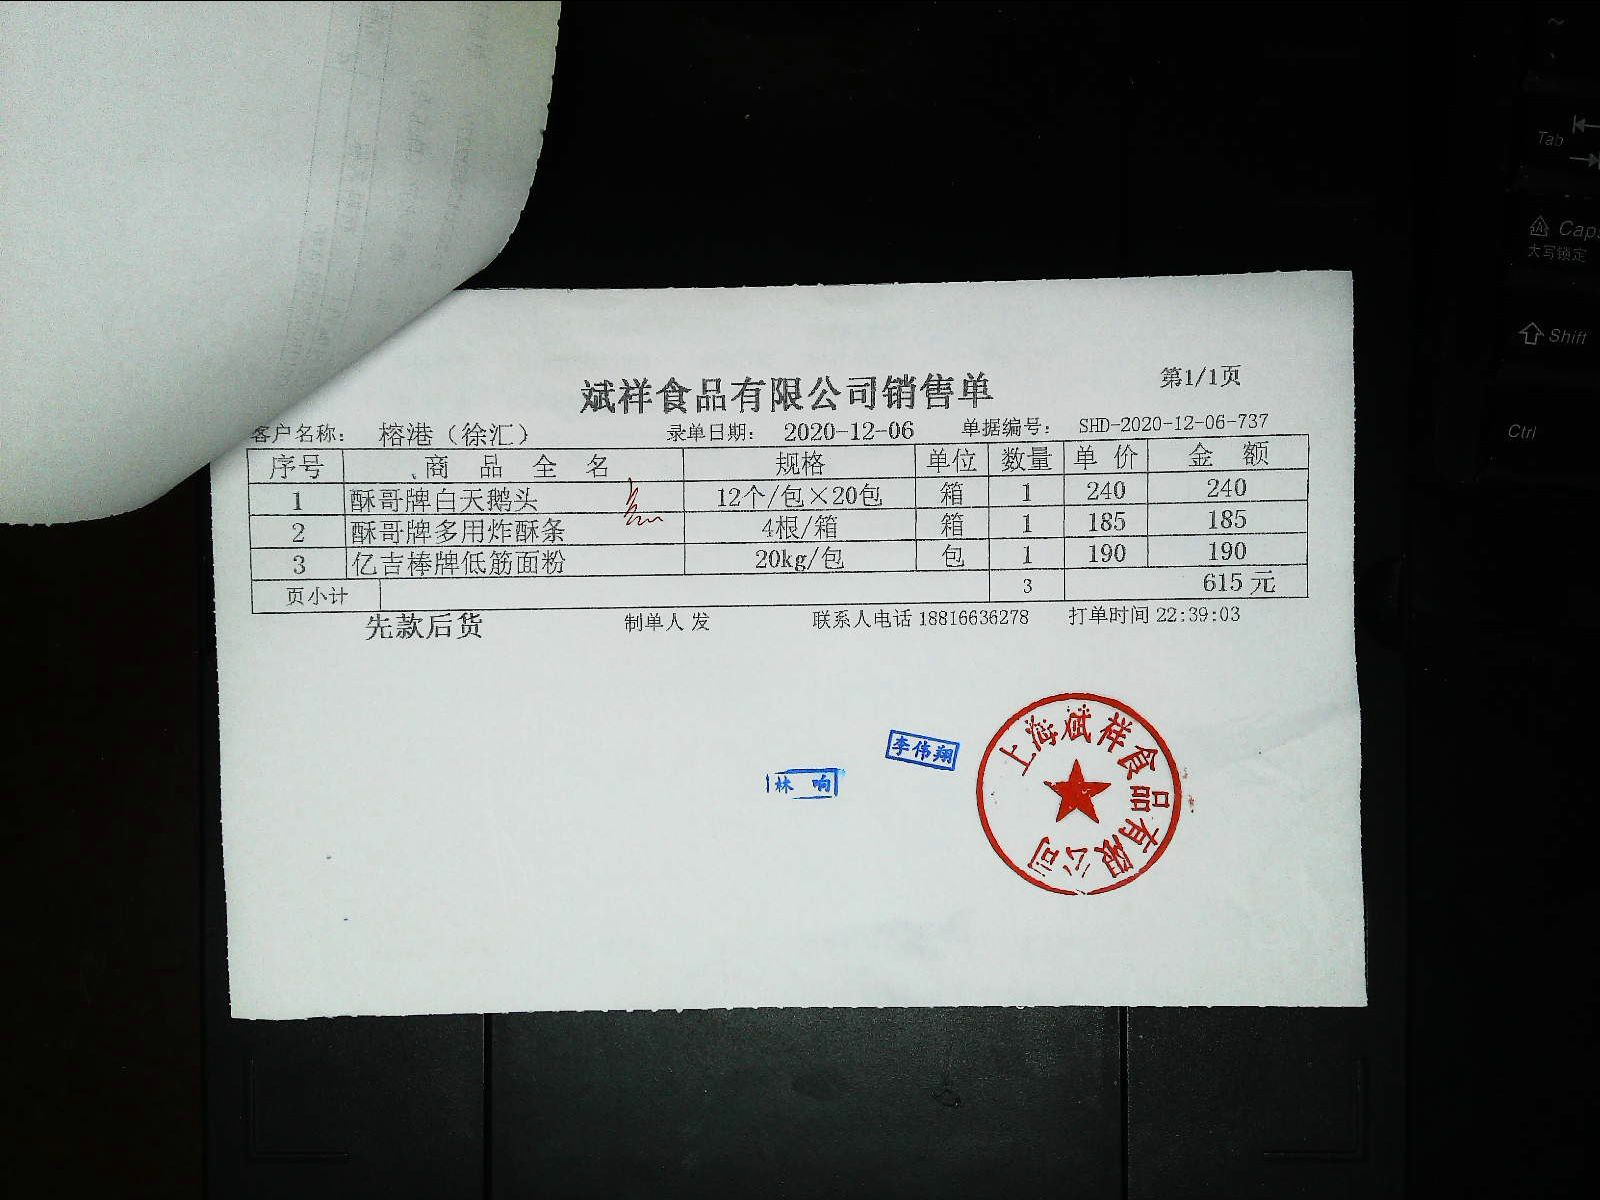 斌祥食品有限公司销售单
第1/1页
客户名称： 榕港（徐汇） 录单日期： 2020-12-06 单据编号： SHD-2020-12-06-737
序号 商品全名 规格 单位 数量 单价 金额
1 酥哥牌白天鹅头 12个/包×20包 箱 1 240 240
2 酥哥牌多用炸酥条 4根/箱 箱 1 185 185
3 亿吉棒牌低筋面粉 20kg/包 包 1 190 190
页小计 3 615元
先款后货 制单人 发 联系人电话 18816636278 打单时间 22:39:03
李伟翔
林响
上海斌祥食品有限公司
Tab
Caps
大写锁定
Shift
Ctrl